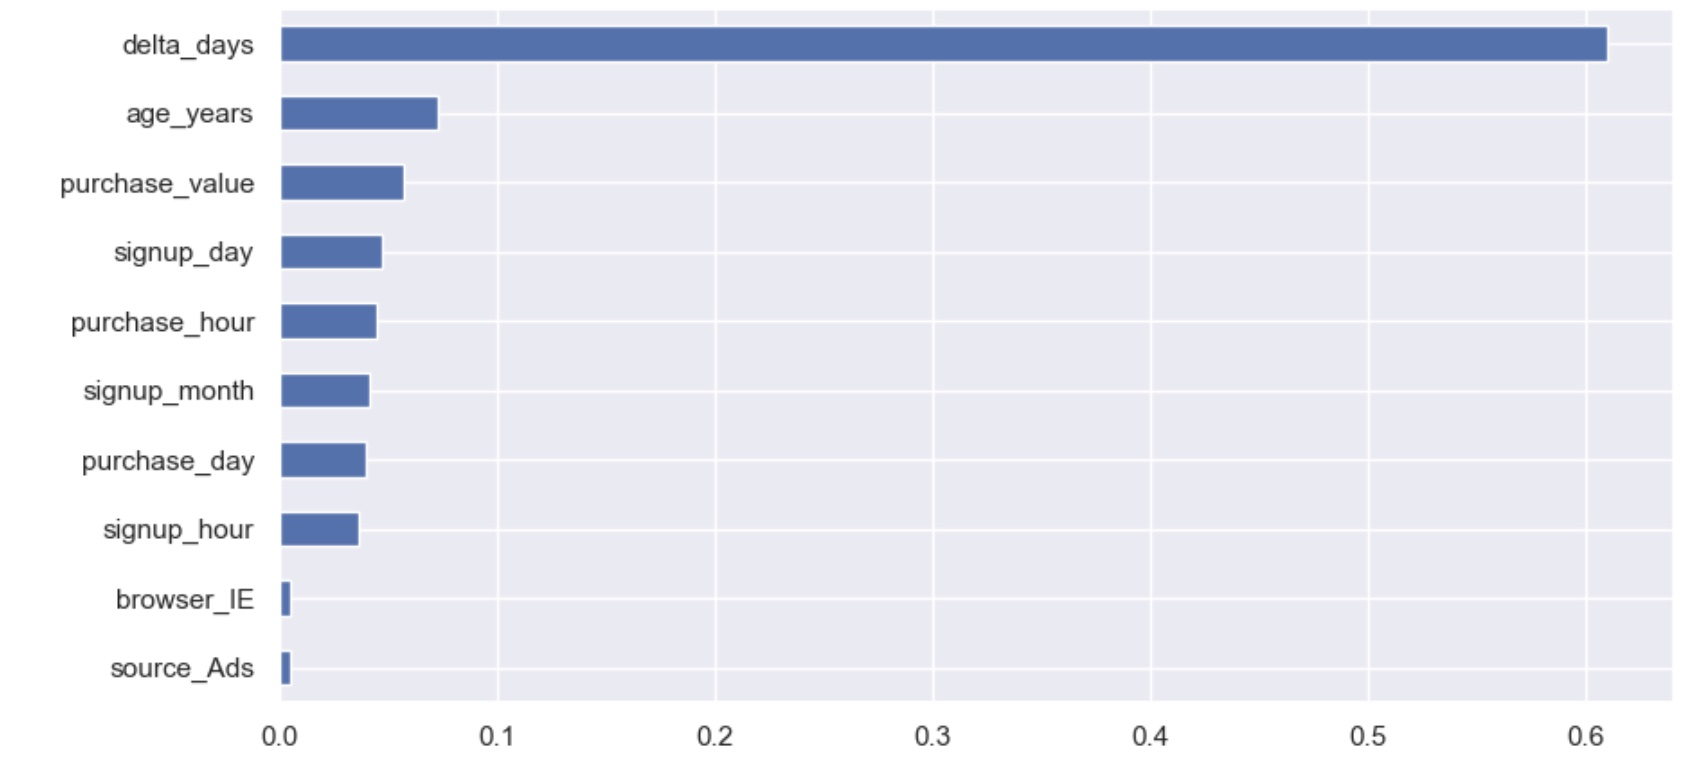 delta_days
age_years
purchase_value
signup_day
purchase_hour
signup_month
purchase_day
signup_hour
browser_IE
source_Ads
0.0 0.1 0.2 0.3 0.4 0.5 0.6